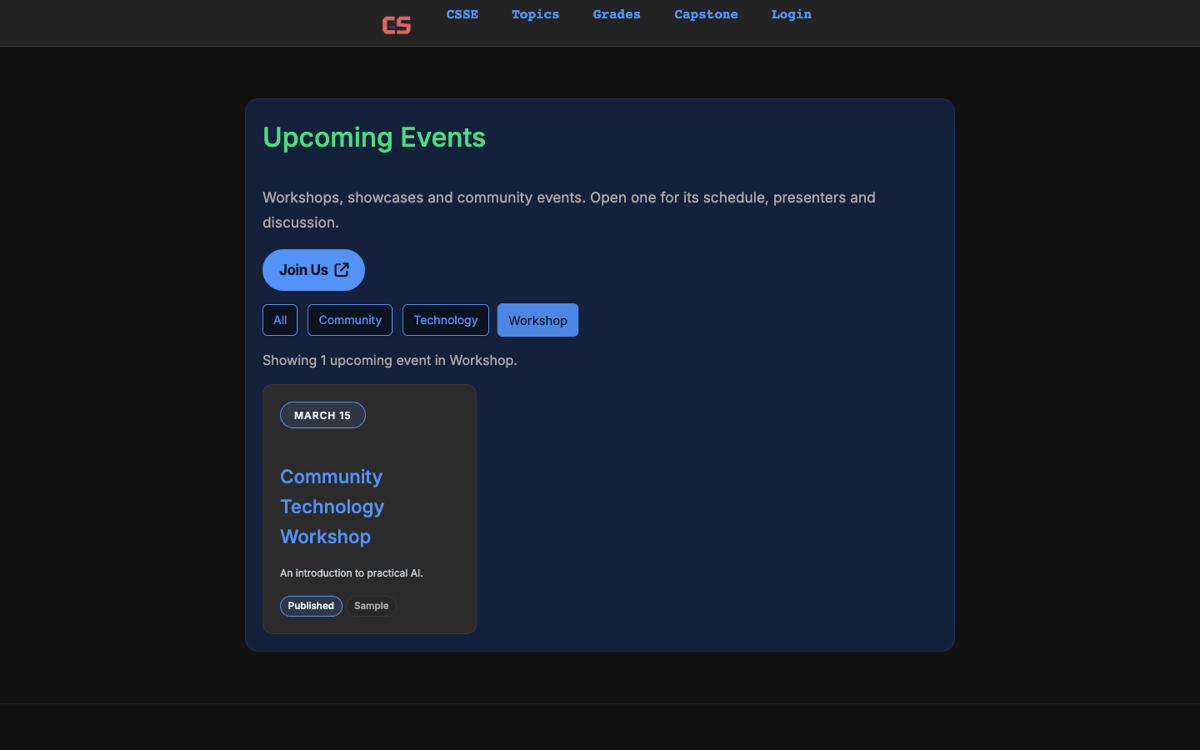 CS
CSSE
Topics
Grades
Capstone
Login
Upcoming Events
Workshops, showcases and community events. Open one for its schedule, presenters and
discussion.
Join Us
All
Community
Technology
Workshop
Showing 1 upcoming event in Workshop.
MARCH 15
Community
Technology
Workshop
An introduction to practical AI.
Published
Sample